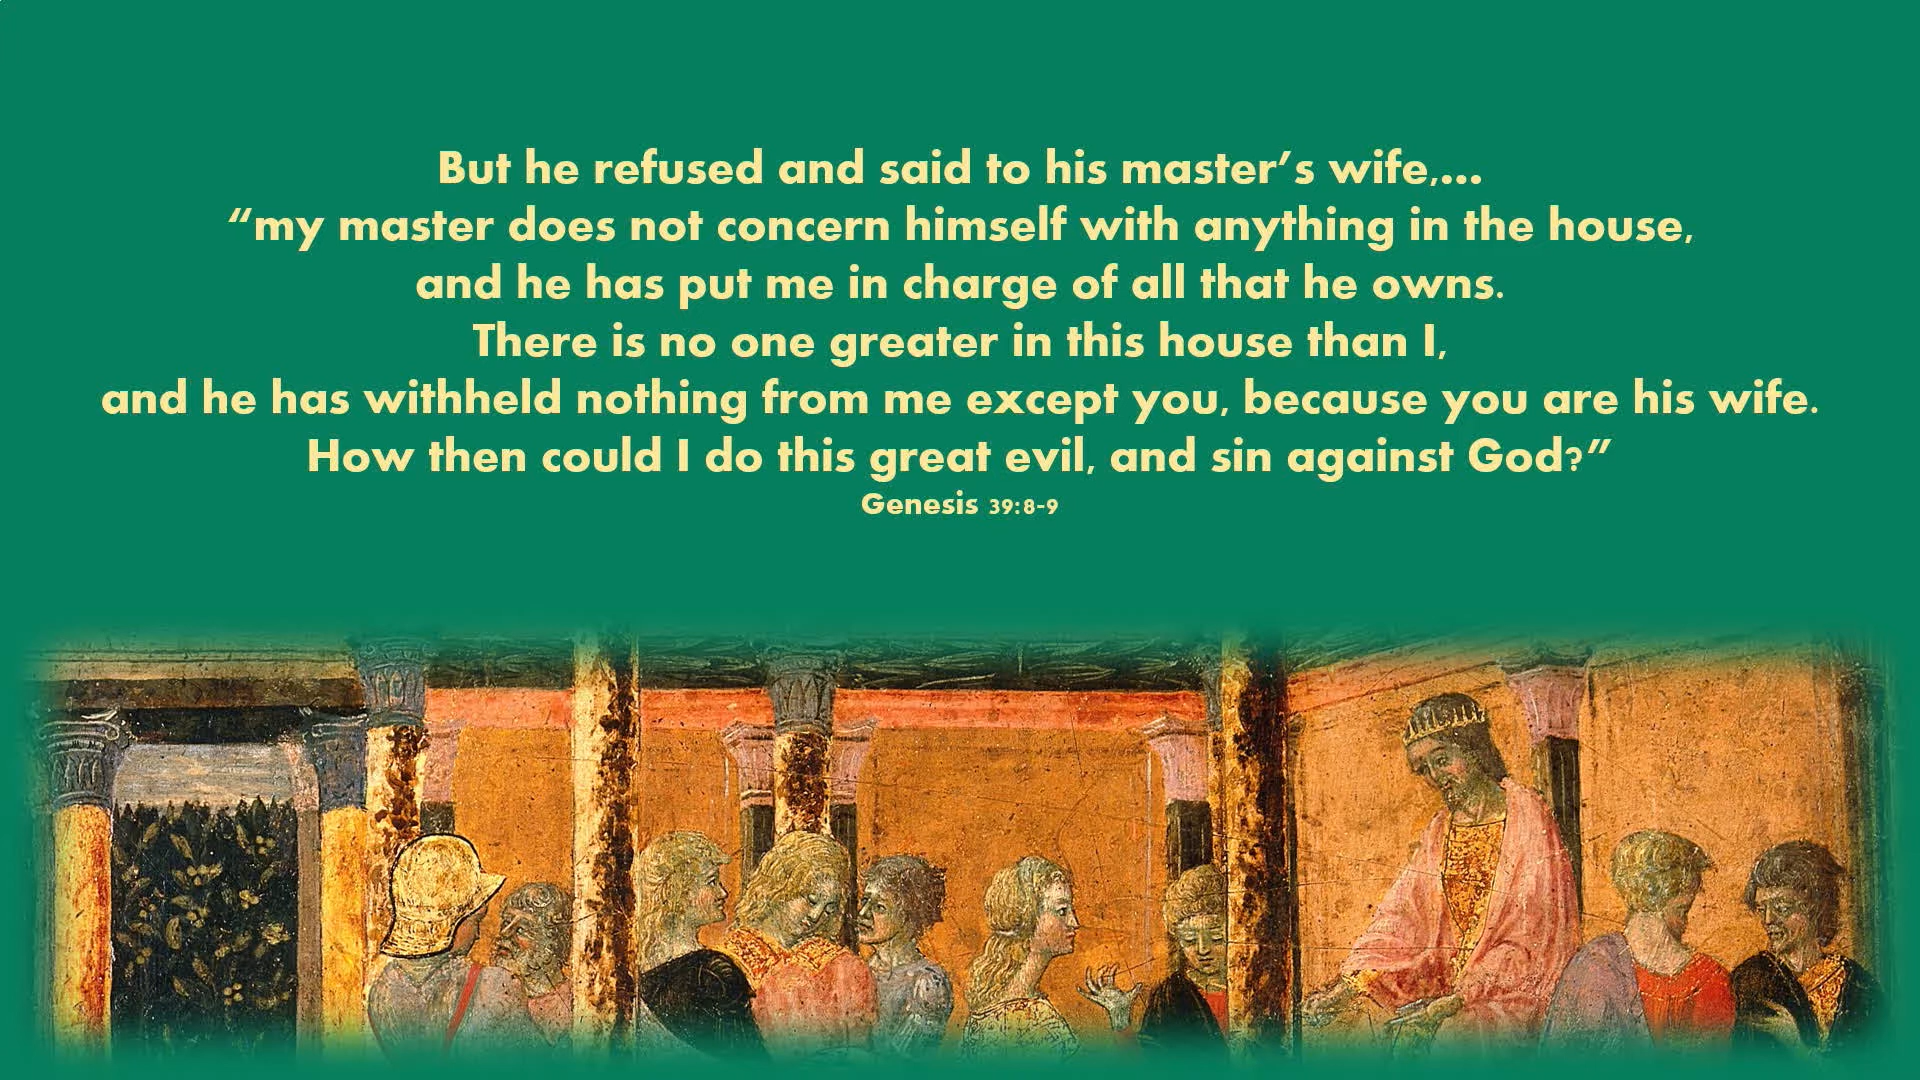 But he refused and said to his master’s wife,...
“my master does not concern himself with anything in the house,
and he has put me in charge of all that he owns.
There is no one greater in this house than I,
and he has withheld nothing from me except you, because you are his wife.
How then could I do this great evil, and sin against God?”
Genesis 39:8-9